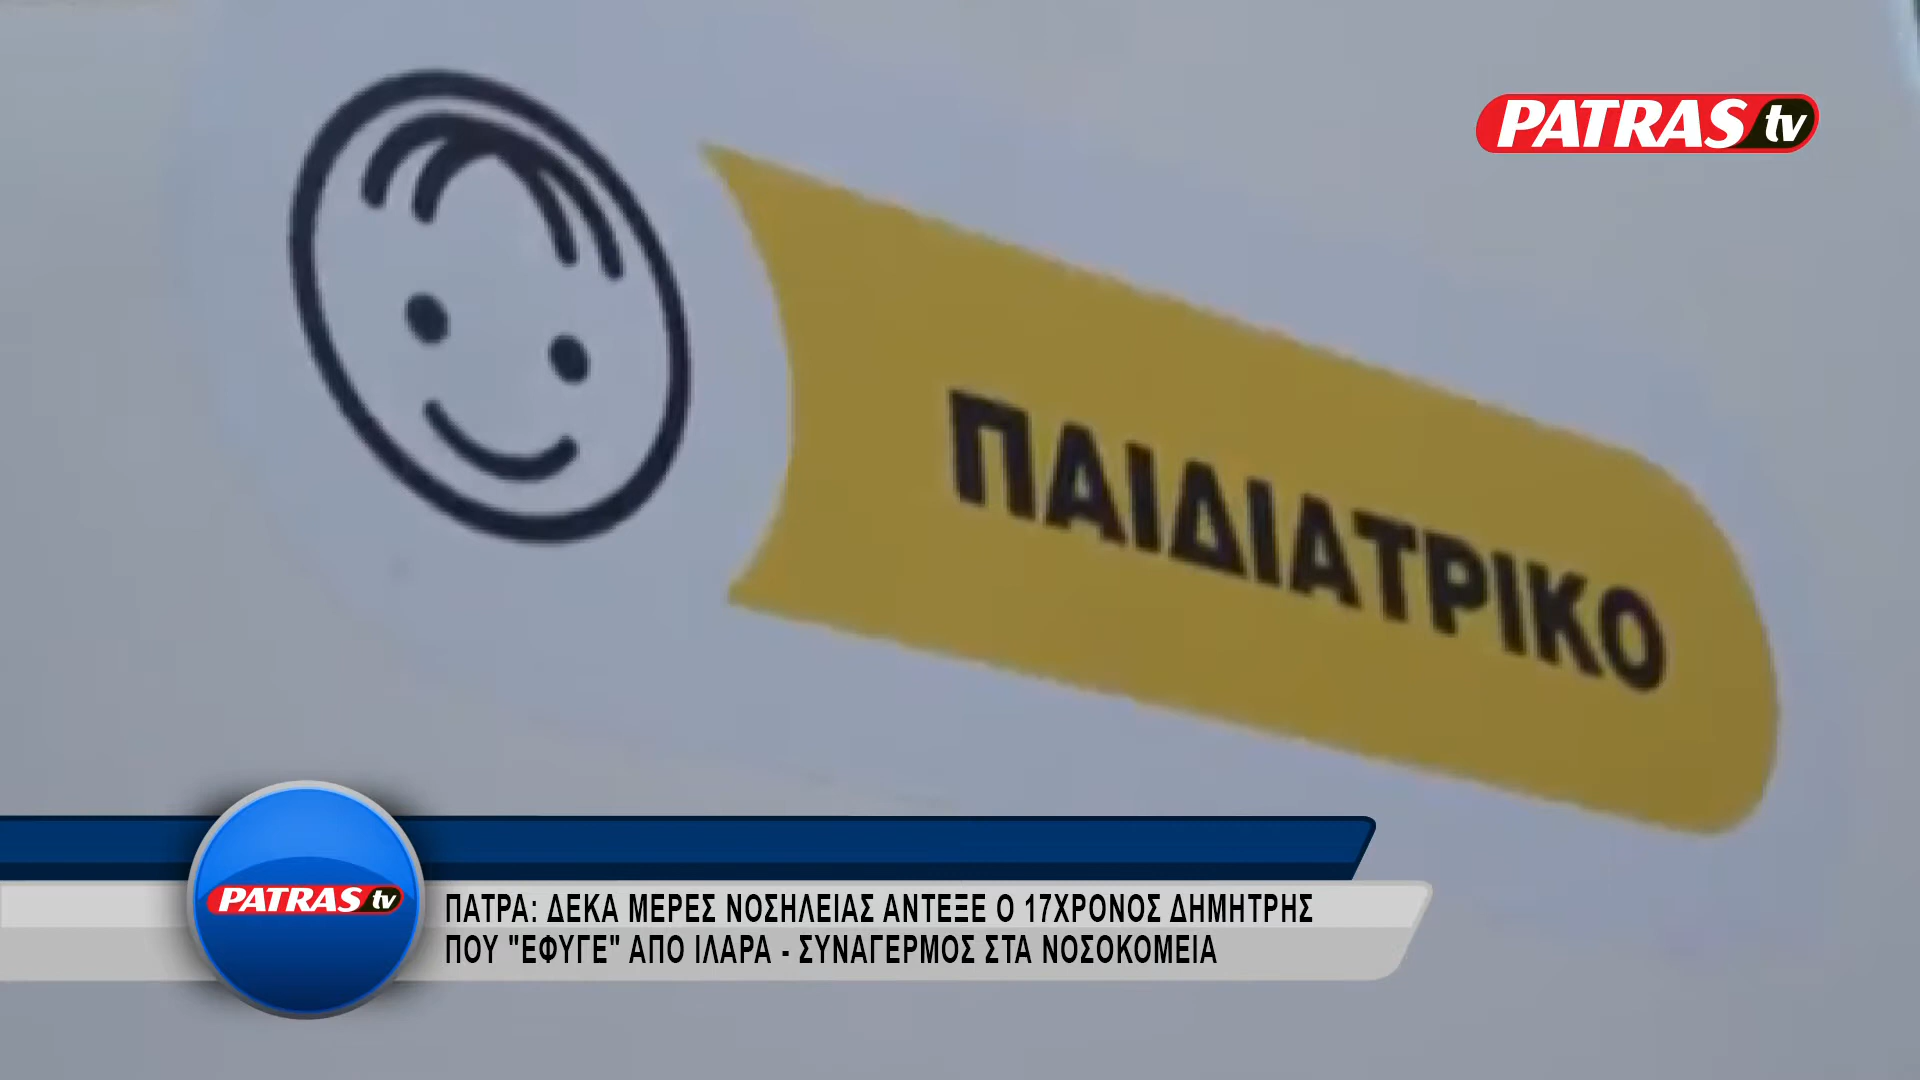 PATRAS tv
ΠΑΙΔΙΑΤΡΙΚΟ
PATRAS tv
ΠΑΤΡΑ: ΔΕΚΑ ΜΕΡΕΣ ΝΟΣΗΛΕΙΑΣ ΑΝΤΕΞΕ Ο 17ΧΡΟΝΟΣ ΔΗΜΗΤΡΗΣ
ΠΟΥ "ΕΦΥΓΕ" ΑΠΟ ΙΛΑΡΑ - ΣΥΝΑΓΕΡΜΟΣ ΣΤΑ ΝΟΣΟΚΟΜΕΙΑ